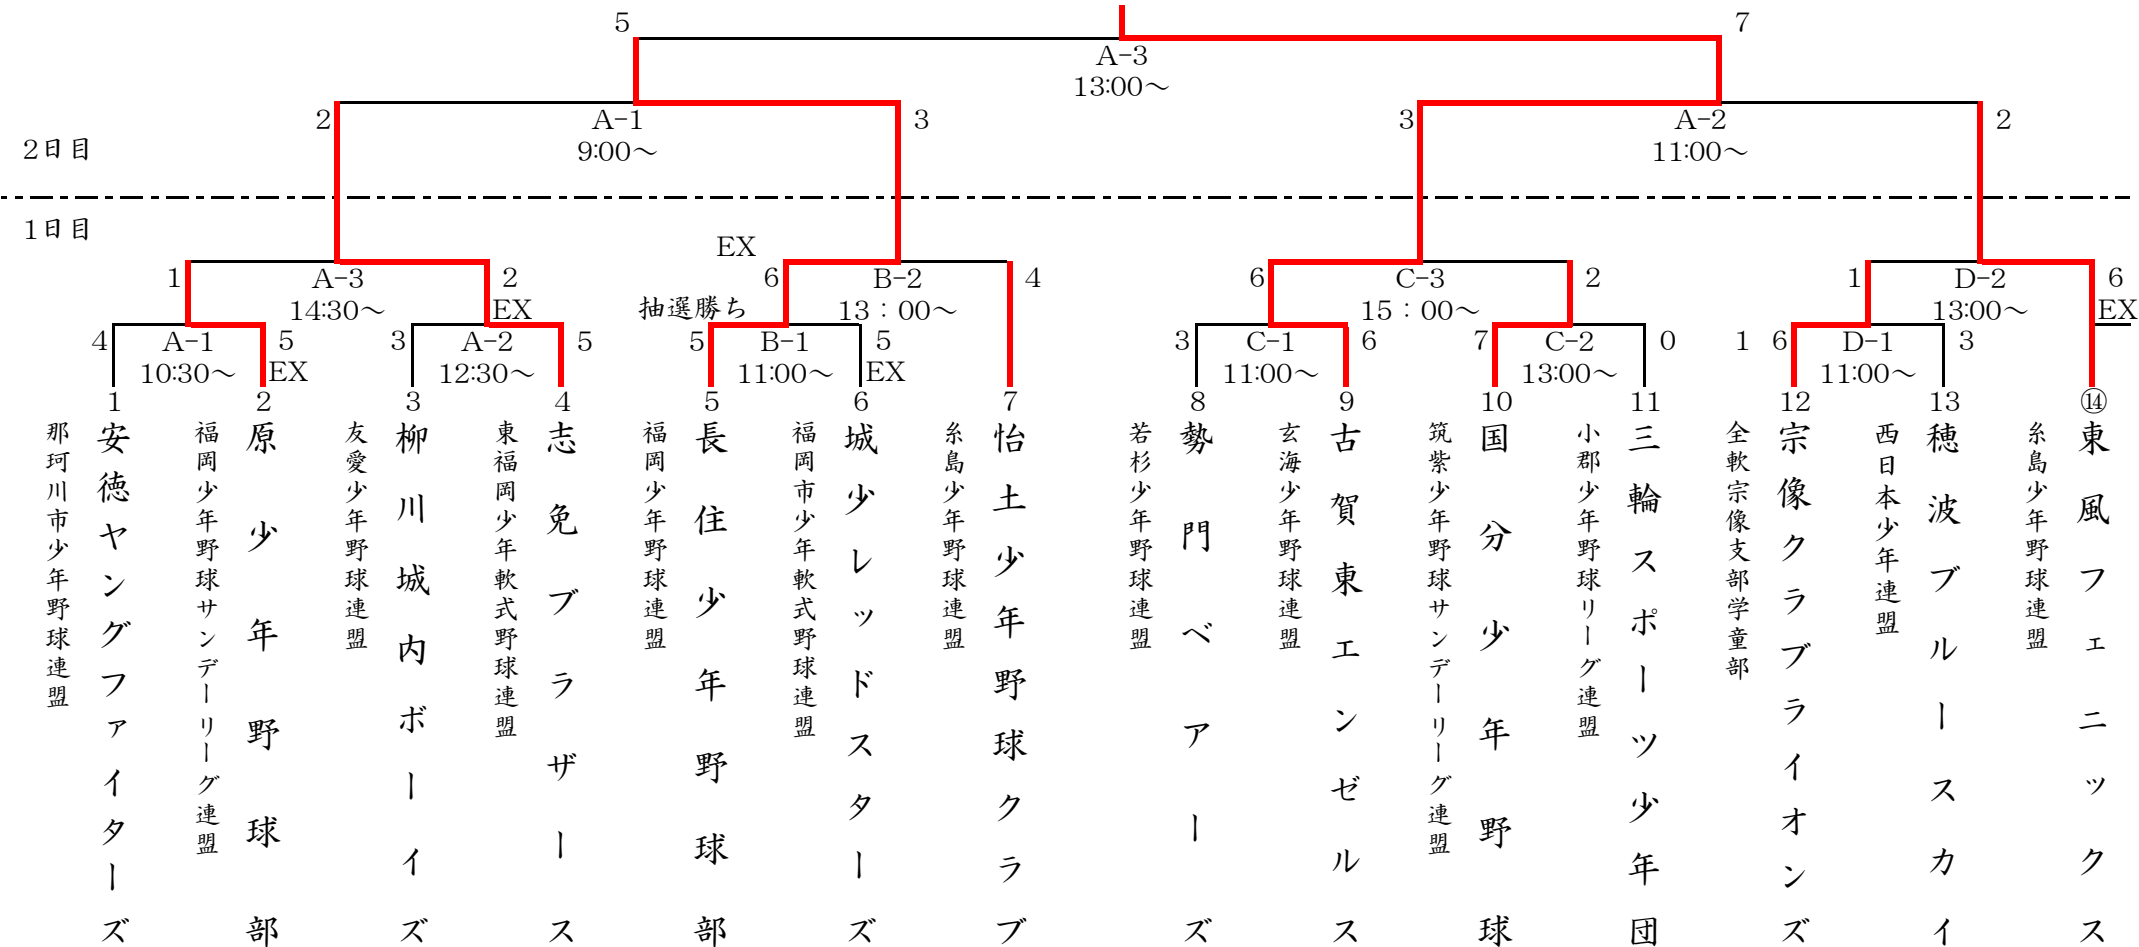 5 7
A-3
13:00～
2 A-1 3 3 A-2 2
9:00～ 11:00～
2日目
1日目
EX
1 A-3 2 6 B-2 4 6 C-3 2 1 D-2 6
14:30～ EX 抽選勝ち 13：00～ 15：00～ 13:00～ EX
4 A-1 5 3 A-2 5 5 B-1 5 3 C-1 6 7 C-2 0 1 6 D-1 3
10:30～ EX 12:30～ 11:00～ EX 11:00～ 13:00～ 11:00～
1 2 3 4 5 6 7 8 9 10 11 12 13 ⑭
那珂川市少年野球連盟
安徳ヤングファイターズ
福岡少年野球サンデーリーグ連盟
原少年野球部
友愛少年野球連盟
柳川城内ボーイズ
東福岡少年軟式野球連盟
志免ブラザース
福岡少年野球連盟
長住少年野球部
福岡市少年軟式野球連盟
城少レッドスターズ
糸島少年野球連盟
怡土少年野球クラブ
若杉少年野球連盟
勢門ベアーズ
玄海少年野球連盟
古賀東エンゼルス
筑紫少年野球サンデーリーグ連盟
国分少年野球
小郡少年野球リーグ連盟
三輪スポーツ少年団
全軟宗像支部学童部
宗像クラブライオンズ
西日本少年連盟
穂波ブルースカイ
糸島少年野球連盟
東風フェニックス